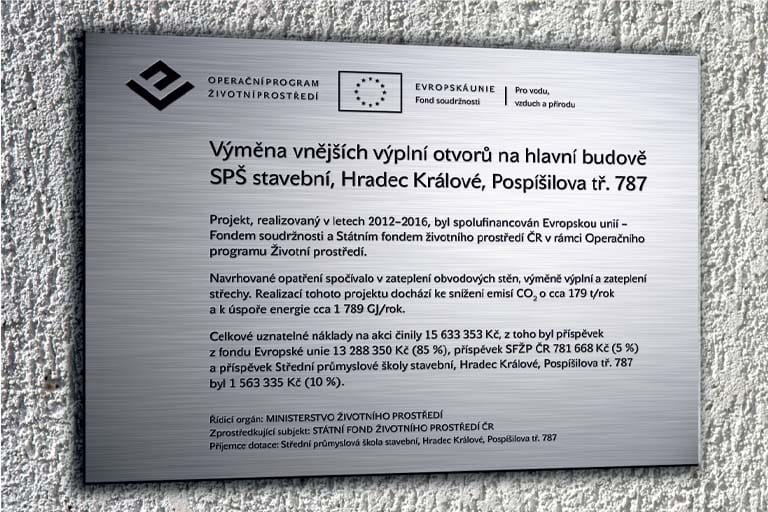 OPERAČNÍ PROGRAM
ŽIVOTNÍ PROSTŘEDÍ
EVROPSKÁ UNIE
Fond soudržnosti
Pro vodu,
vzduch a přírodu
Výměna vnějších výplní otvorů na hlavní budově
SPŠ stavební, Hradec Králové, Pospíšilova tř. 787
Projekt, realizovaný v letech 2012–2016, byl spolufinancován Evropskou unií –
Fondem soudržnosti a Státním fondem životního prostředí ČR v rámci Operačního
programu Životní prostředí.
Navrhované opatření spočívalo v zateplení obvodových stěn, výměně výplní a zateplení
střechy. Realizací tohoto projektu dochází ke snížení emisí CO₂ o cca 179 t/rok
a k úspoře energie cca 1 789 GJ/rok.
Celkové uznatelné náklady na akci činily 15 633 353 Kč, z toho byl příspěvek
z fondu Evropské unie 13 288 350 Kč (85 %), příspěvek SFŽP ČR 781 668 Kč (5 %)
a příspěvek Střední průmyslové školy stavební, Hradec Králové, Pospíšilova tř. 787
byl 1 563 335 Kč (10 %).
Řídicí orgán: MINISTERSTVO ŽIVOTNÍHO PROSTŘEDÍ
Zprostředkující subjekt: STÁTNÍ FOND ŽIVOTNÍHO PROSTŘEDÍ ČR
Příjemce dotace: Střední průmyslová škola stavební, Hradec Králové, Pospíšilova tř. 787